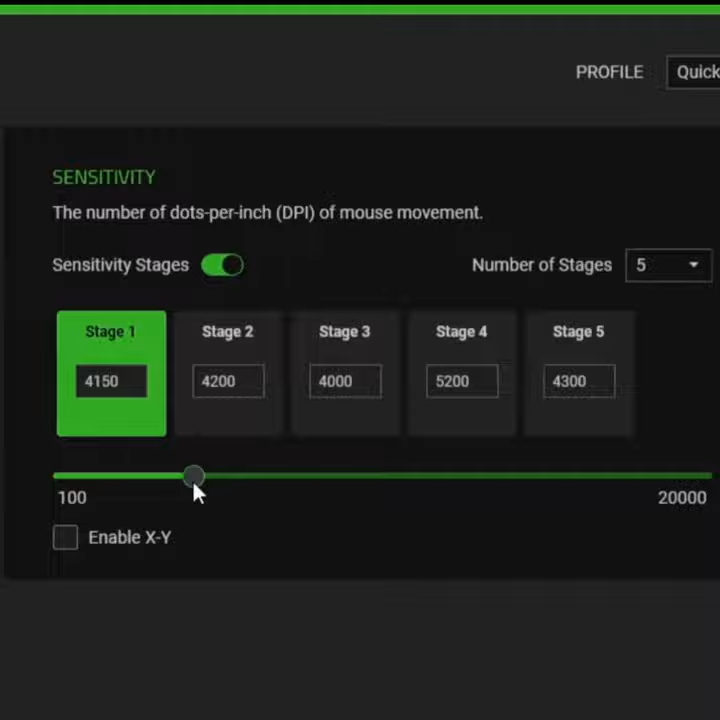 PROFILE Quick
SENSITIVITY
The number of dots-per-inch (DPI) of mouse movement.
Sensitivity Stages Number of Stages 5
Stage 1 Stage 2 Stage 3 Stage 4 Stage 5
4150 4200 4000 5200 4300
100 20000
Enable X-Y